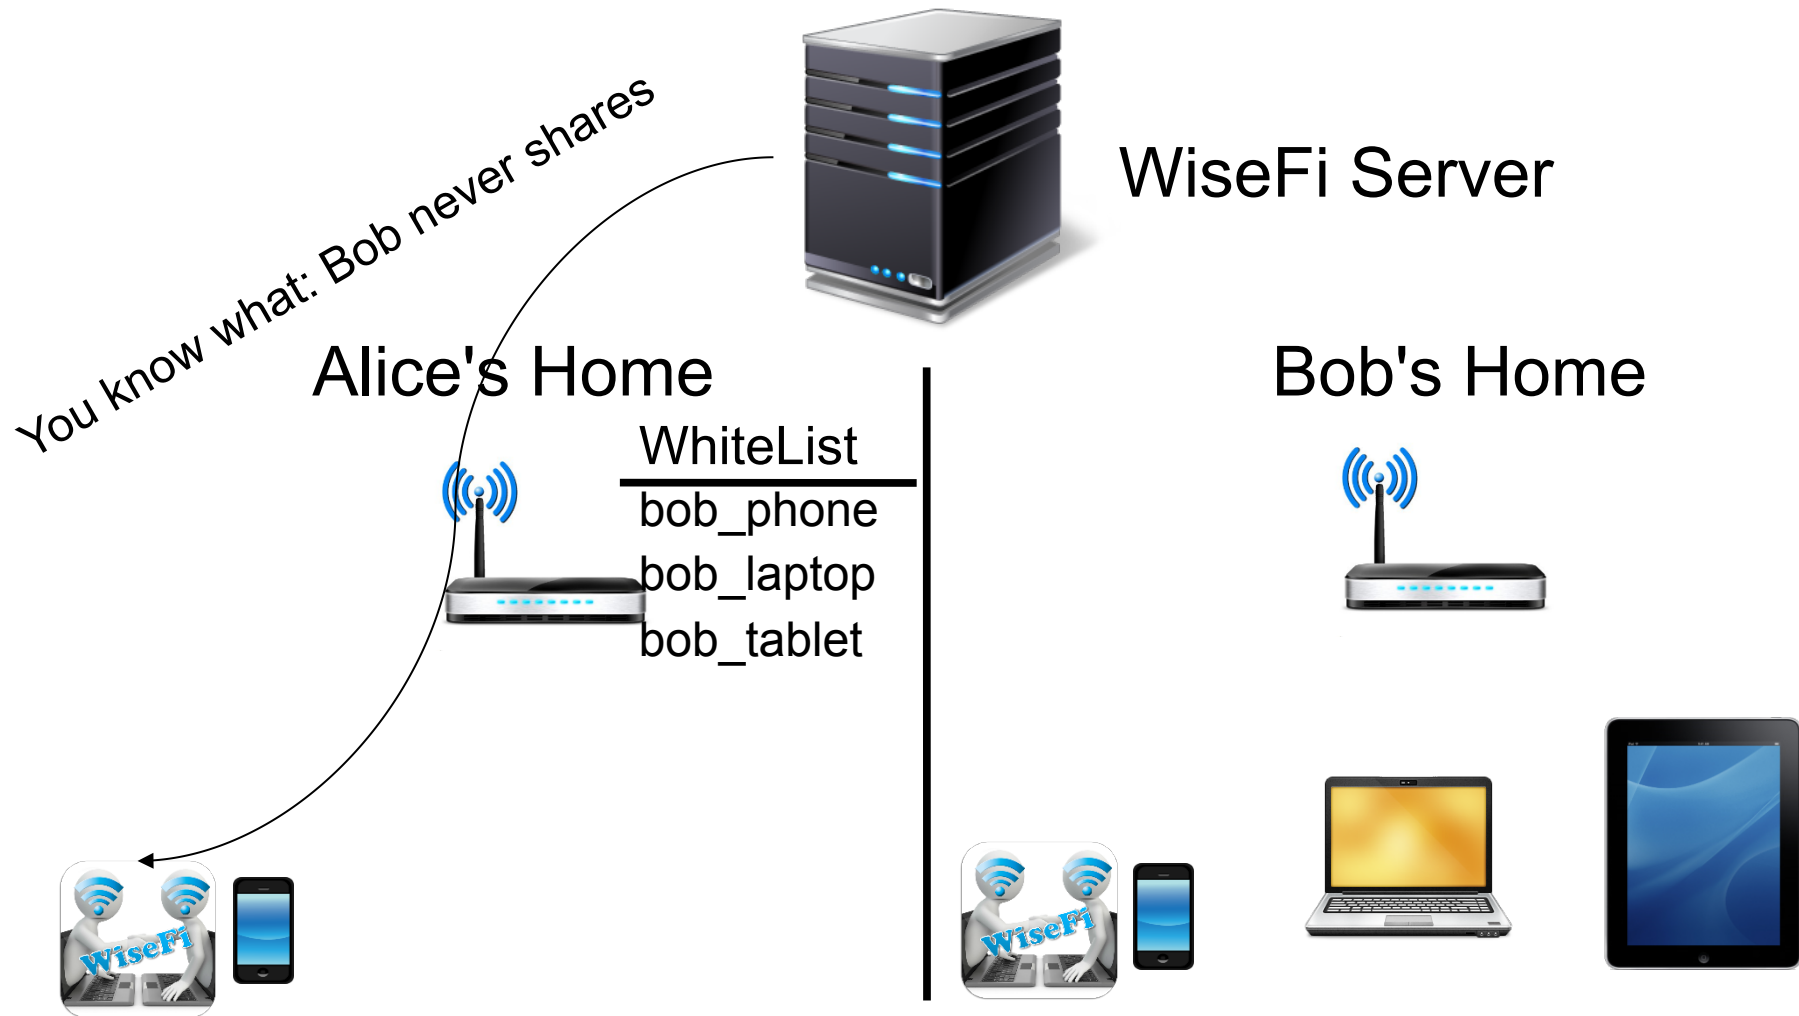 You know what: Bob never shares
WiseFi Server
Alice's Home
Bob's Home
WhiteList
bob_phone
bob_laptop
bob_tablet
WiseFi
WiseFi